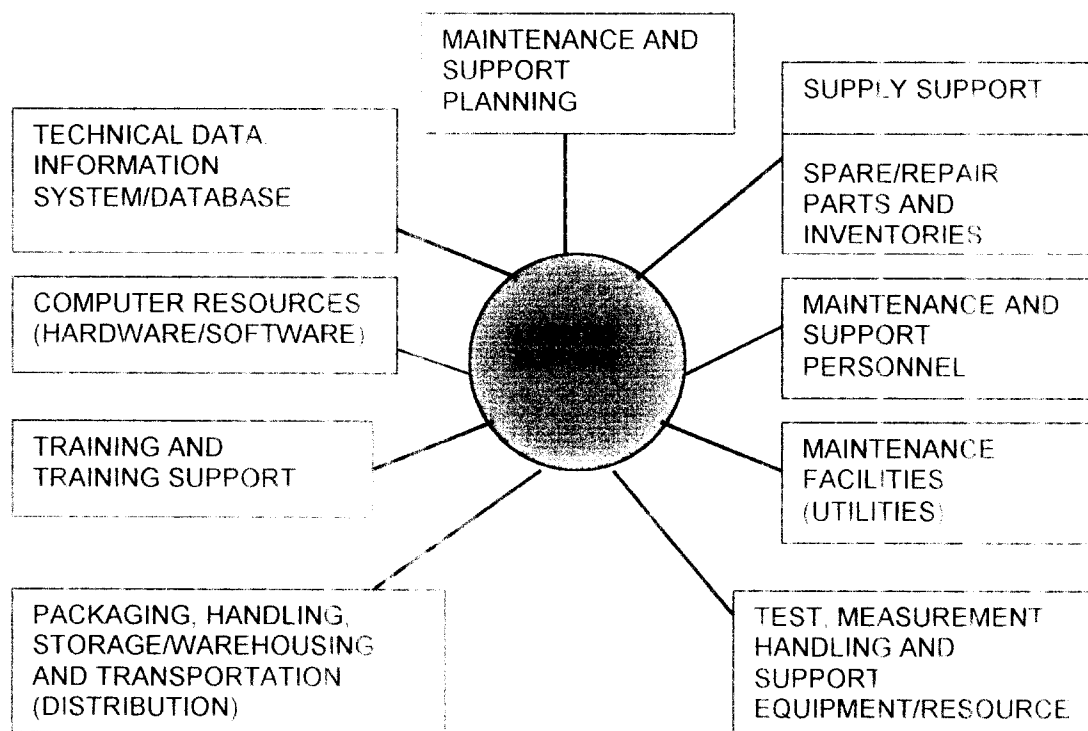 MAINTENANCE AND
SUPPORT
PLANNING
SUPPLY SUPPORT
SPARE/REPAIR
PARTS AND
INVENTORIES
TECHNICAL DATA,
INFORMATION
SYSTEM/DATABASE
COMPUTER RESOURCES
(HARDWARE/SOFTWARE)
MAINTENANCE AND
SUPPORT
PERSONNEL
TRAINING AND
TRAINING SUPPORT
MAINTENANCE
FACILITIES
(UTILITIES)
PACKAGING, HANDLING,
STORAGE/WAREHOUSING
AND TRANSPORTATION
(DISTRIBUTION)
TEST, MEASUREMENT
HANDLING AND
SUPPORT
EQUIPMENT/RESOURCE